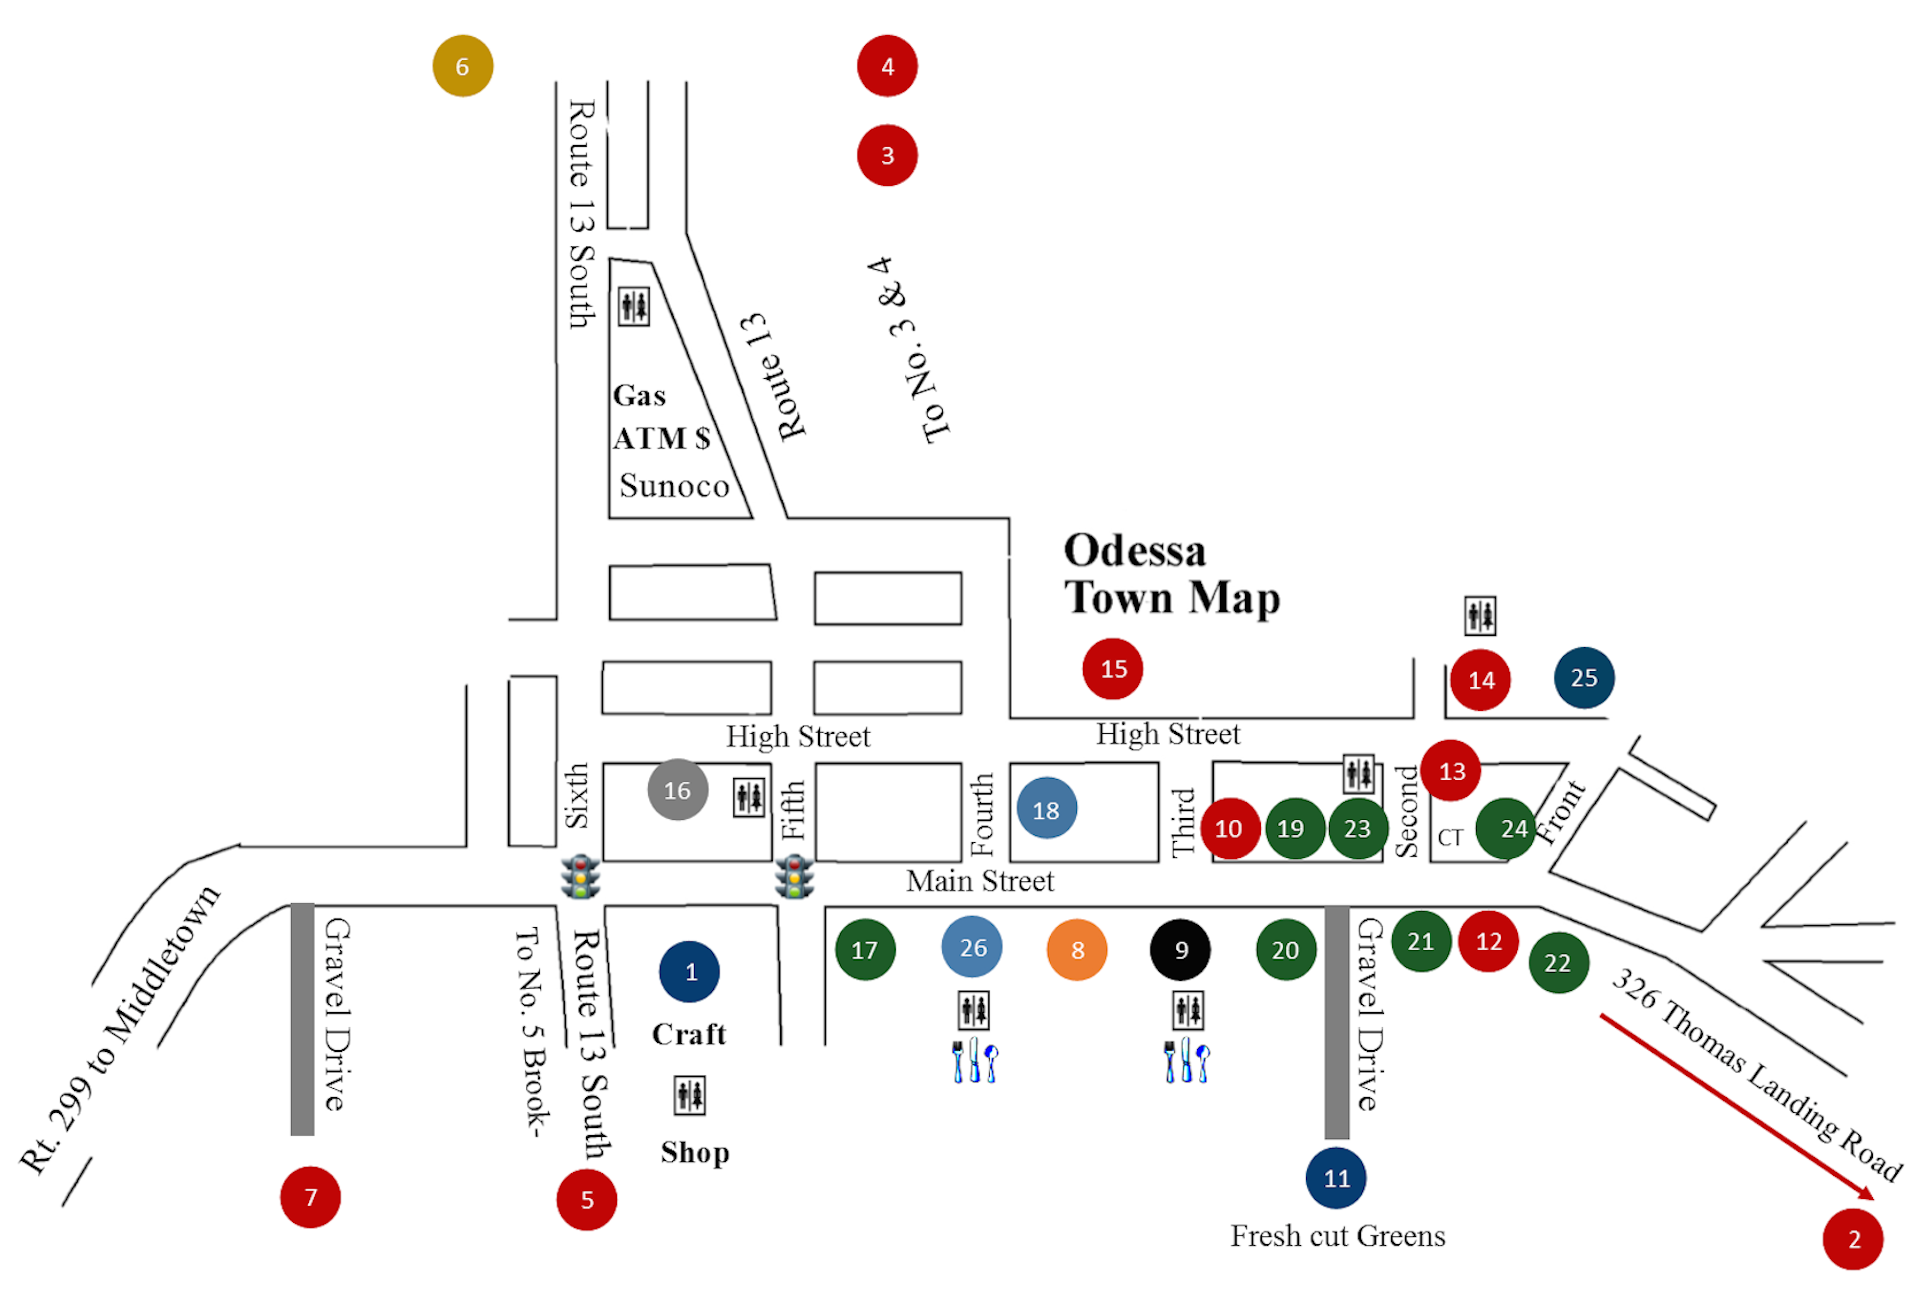 6
4
3
Route 13 South
To No. 3 & 4
Route 13
Gas
ATM $
Sunoco
Odessa
Town Map
15
14
25
High Street
High Street
Sixth
16
Fifth
Fourth
18
Third
10
19
23
Second
13
CT
24
Front
Main Street
Rt. 299 to Middletown
Gravel Drive
To No. 5 Brook-
Route 13 South
1
Craft
Shop
17
26
8
9
20
Gravel Drive
21
12
22
326 Thomas Landing Road
7
5
11
Fresh cut Greens
2